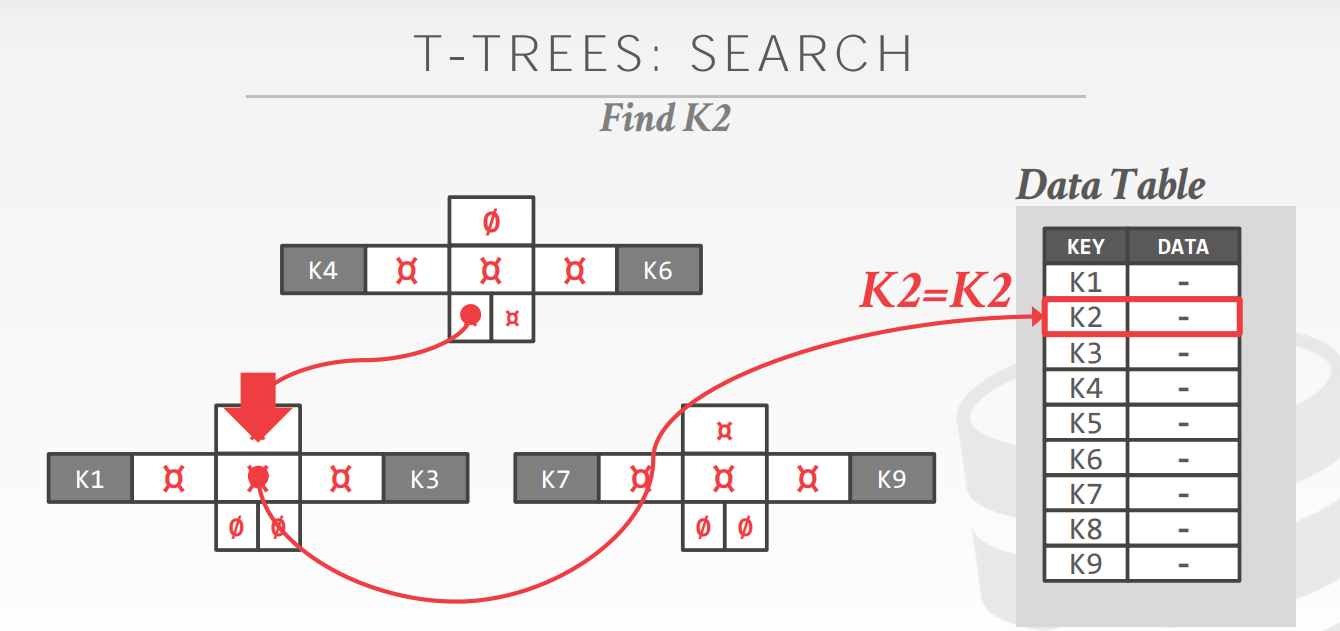 T-TREES: SEARCH
Find K2
Data Table
Ø
K4 ¤ ¤ ¤ K6
¤
K2=K2
¤
K1 ¤ ¤ K3
K7 ¤ ¤ ¤ K9
Ø Ø
Ø Ø
KEY DATA
K1 -
K2 -
K3 -
K4 -
K5 -
K6 -
K7 -
K8 -
K9 -